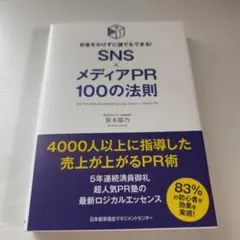 お金をかけずに誰でもできる!
SNS
×
メディアPR
100の法則
笹木郁乃
4000人以上に指導した
売上が上がるPR術
5年連続満員御礼
超人気PR塾の
最新ロジカルエッセンス
83%
の初心者が
効果を
実感!
日本能率協会マネジメントセンター